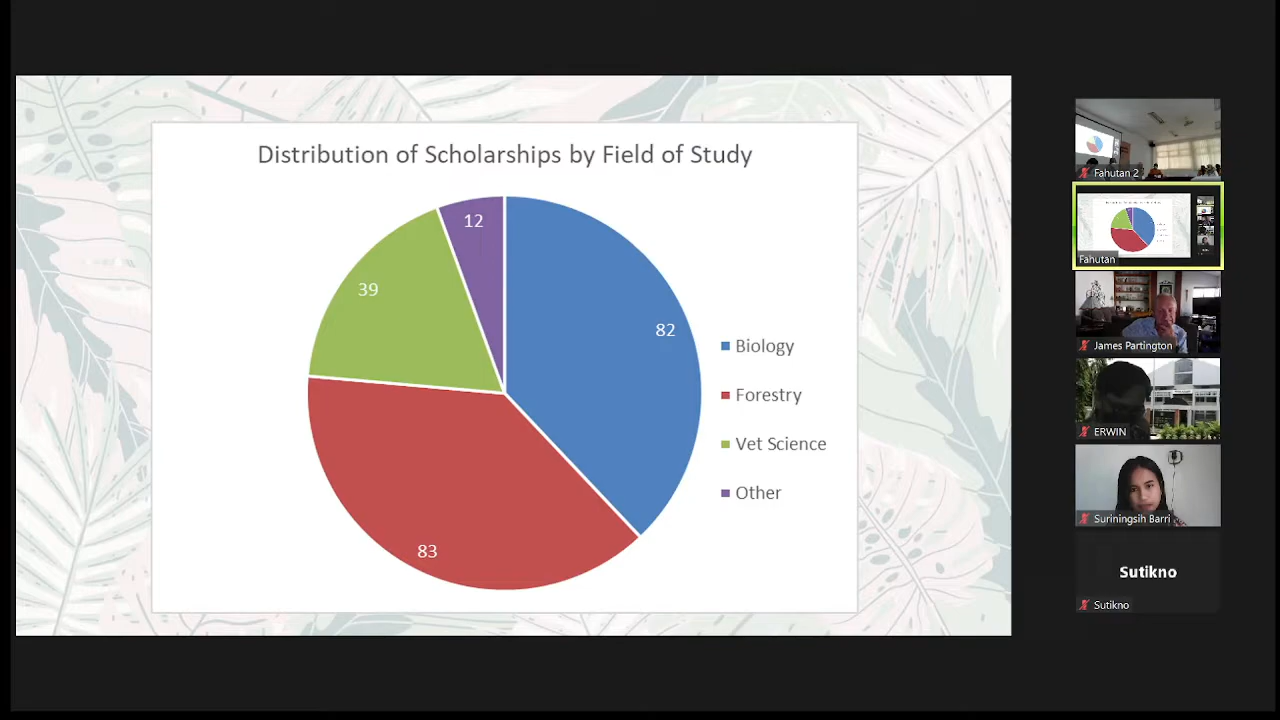 Distribution of Scholarships by Field of Study
12
39
82
83
Biology
Forestry
Vet Science
Other
Fahutan 2
Fahutan
James Partington
ERWIN
Suriningsih Barri
Sutikno
Sutikno